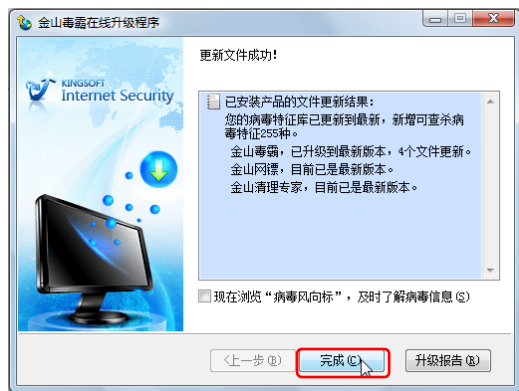 金山毒霸在线升级程序
更新文件成功!
KINGSOFT
Internet Security
已安装产品的文件更新结果:
您的病毒特征库已更新到最新，新增可查杀病
毒特征255种。
金山毒霸，已升级到最新版本，4个文件更新。
金山网镖，目前已是最新版本。
金山清理专家，目前已是最新版本。
现在浏览“病毒风向标”，及时了解病毒信息(S)
<上一步(B)
完成(C)
升级报告(R)